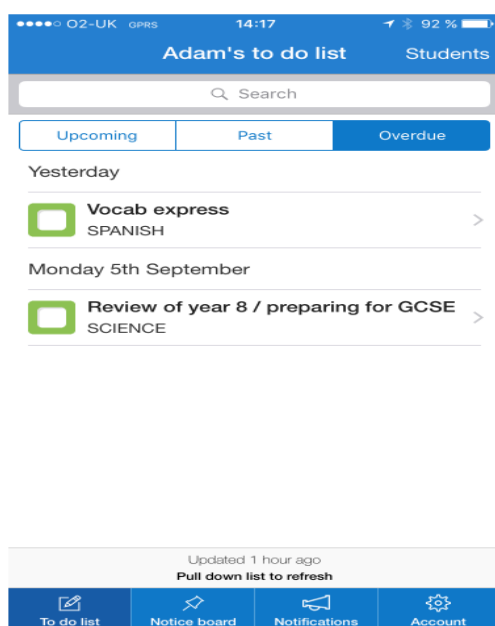 O2-UK GPRS 14:17 92 %
Adam's to do list Students
Search
Upcoming Past Overdue
Yesterday
Vocab express
SPANISH
Monday 5th September
Review of year 8 / preparing for GCSE
SCIENCE
Updated 1 hour ago
Pull down list to refresh
To do list Notice board Notifications Account